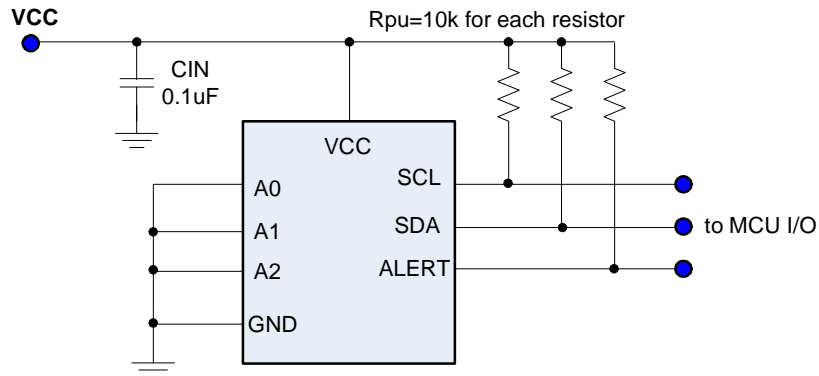 VCC
Rpu=10k for each resistor
CIN
0.1uF
VCC
A0
SCL
A1
SDA
to MCU I/O
A2
ALERT
GND